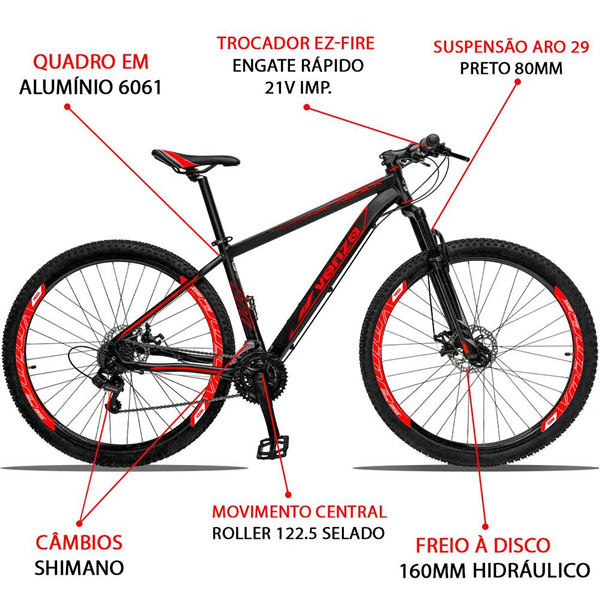 QUADRO EM
ALUMÍNIO 6061
TROCADOR EZ-FIRE
ENGATE RÁPIDO
21V IMP.
SUSPENSÃO ARO 29
PRETO 80MM
venzo
CÂMBIOS
SHIMANO
MOVIMENTO CENTRAL
ROLLER 122.5 SELADO
FREIO À DISCO
160MM HIDRÁULICO